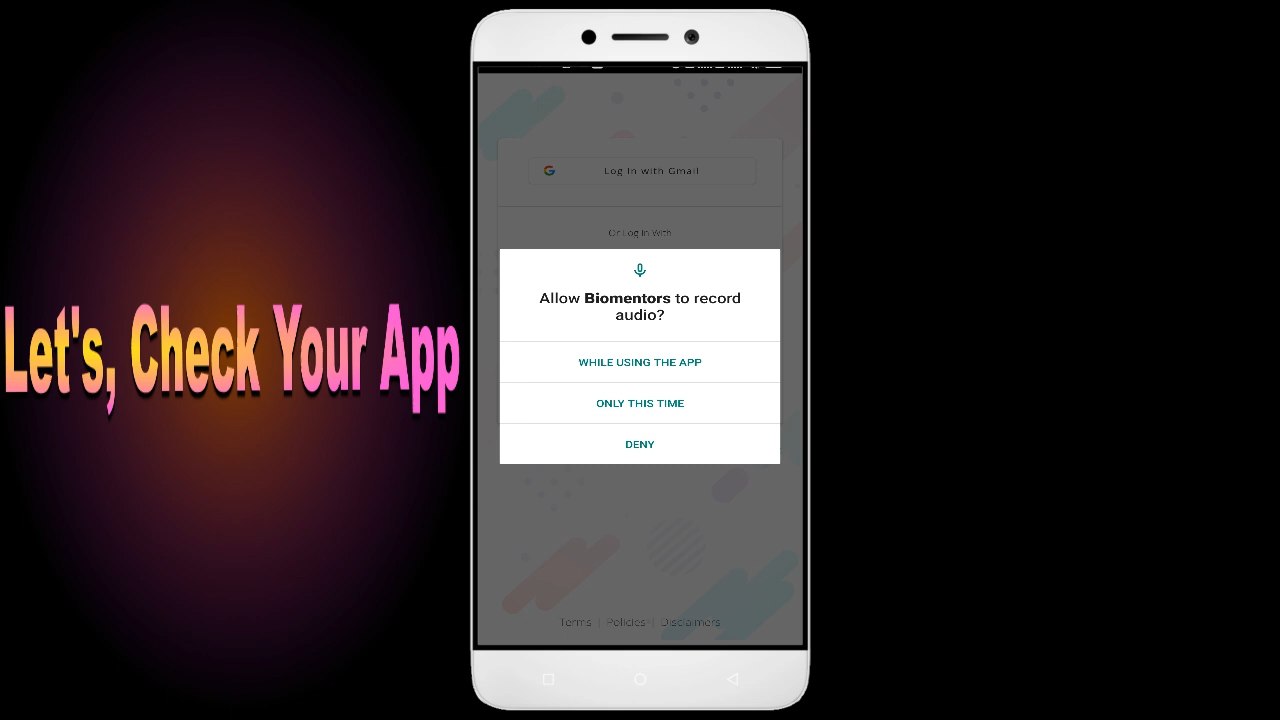 Let's, Check Your App
Log In with Gmail
Or Log In With
Allow Biomentors to record
audio?
WHILE USING THE APP
ONLY THIS TIME
DENY
Terms | Policies | Disclaimers